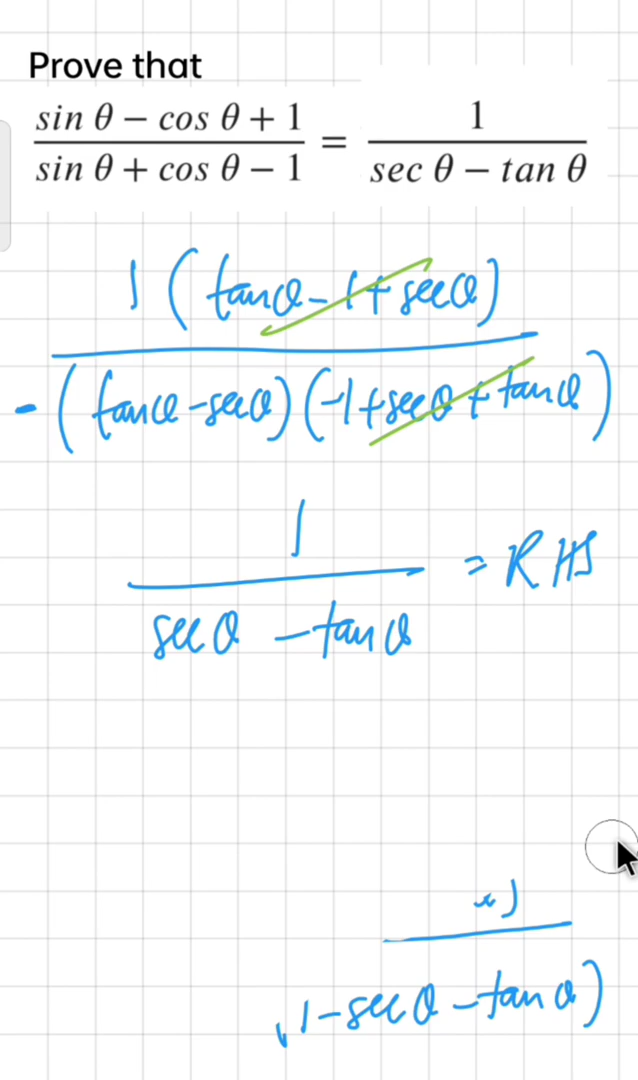 Prove that
sin θ − cos θ + 1 / sin θ + cos θ − 1 = 1 / sec θ − tan θ
1 ( tanθ - 1 + secθ )
- ( tanθ - secθ ) ( -1 + secθ + tanθ )
1
secθ - tanθ
= RHS
1 - secθ - tanθ )